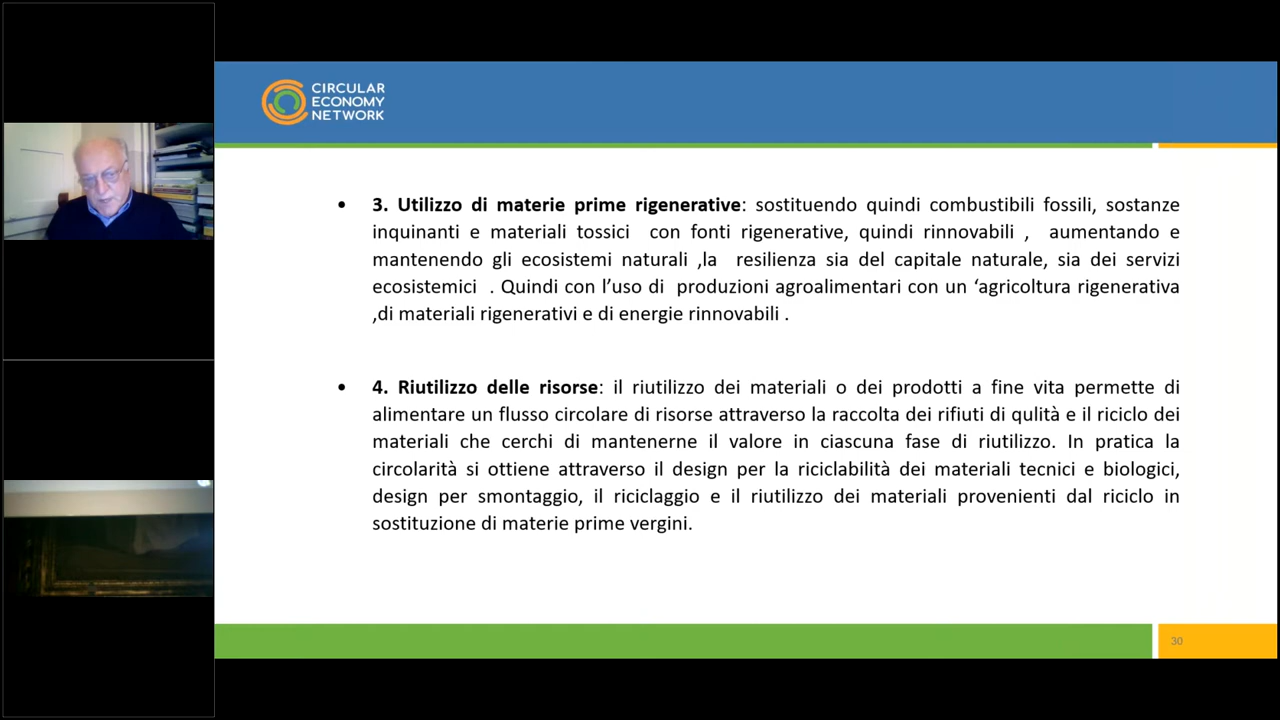 CIRCULAR
ECONOMY
NETWORK
• 3. Utilizzo di materie prime rigenerative: sostituendo quindi combustibili fossili, sostanze
inquinanti e materiali tossici con fonti rigenerative, quindi rinnovabili , aumentando e
mantenendo gli ecosistemi naturali ,la resilienza sia del capitale naturale, sia dei servizi
ecosistemici . Quindi con l’uso di produzioni agroalimentari con un ‘agricoltura rigenerativa
,di materiali rigenerativi e di energie rinnovabili .
• 4. Riutilizzo delle risorse: il riutilizzo dei materiali o dei prodotti a fine vita permette di
alimentare un flusso circolare di risorse attraverso la raccolta dei rifiuti di qulità e il riciclo dei
materiali che cerchi di mantenerne il valore in ciascuna fase di riutilizzo. In pratica la
circolarità si ottiene attraverso il design per la riciclabilità dei materiali tecnici e biologici,
design per smontaggio, il riciclaggio e il riutilizzo dei materiali provenienti dal riciclo in
sostituzione di materie prime vergini.
30